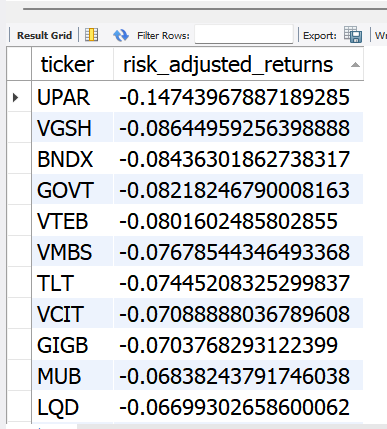 Result Grid Filter Rows: Export:
ticker risk_adjusted_returns
UPAR -0.14743967887189285
VGSH -0.08644959256398888
BNDX -0.08436301862738317
GOVT -0.08218246790008163
VTEB -0.0801602485802855
VMBS -0.07678544346493368
TLT -0.07445208325299837
VCIT -0.07088888036789608
GIGB -0.0703768293122399
MUB -0.06838243791746038
LQD -0.06699302658600062